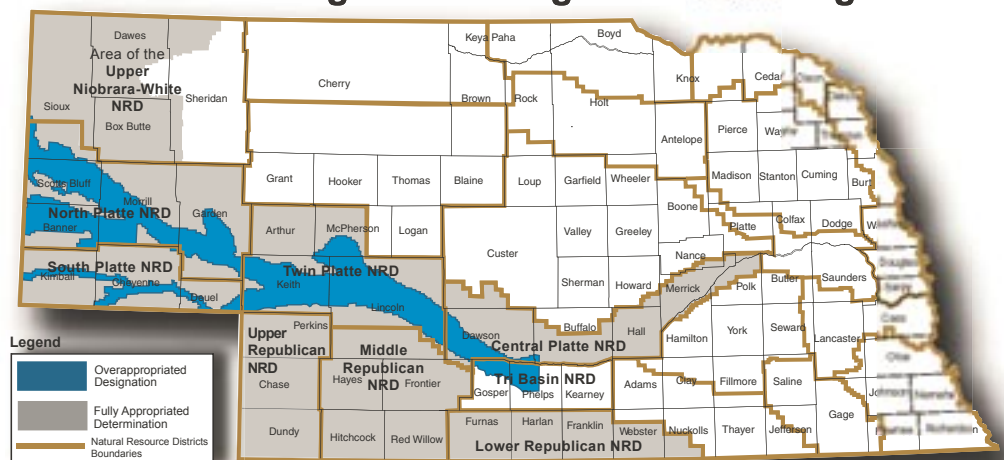 Dawes
Keya Paha
Boyd
Area of the
Upper
Niobrara-White
NRD
Sheridan
Cherry
Knox
Cedar
Sioux
Brown
Rock
Holt
Box Butte
Antelope
Pierce
Scotts Bluff
Morrill
Grant
Hooker
Thomas
Blaine
Loup
Garfield
Wheeler
Madison
Stanton
Cuming
North Platte NRD
Garden
Banner
Boone
Arthur
McPherson
Logan
Custer
Valley
Greeley
Platte
Colfax
Dodge
Nance
South Platte NRD
Kimball
Cheyenne
Deuel
Twin Platte NRD
Keith
Lincoln
Sherman
Howard
Merrick
Polk
Butler
Saunders
Perkins
Upper
Republican
NRD
Middle
Republican
NRD
Dawson
Buffalo
Hall
Central Platte NRD
Hamilton
York
Seward
Lancaster
Cass
Otoe
Legend
Overappropriated
Designation
Fully Appropriated
Determination
Natural Resource Districts
Boundaries
Chase
Hayes
Frontier
Tri Basin NRD
Gosper
Phelps
Kearney
Adams
Clay
Fillmore
Saline
Gage
Dundy
Hitchcock
Red Willow
Furnas
Harlan
Franklin
Webster
Nuckolls
Thayer
Jefferson
Lower Republican NRD